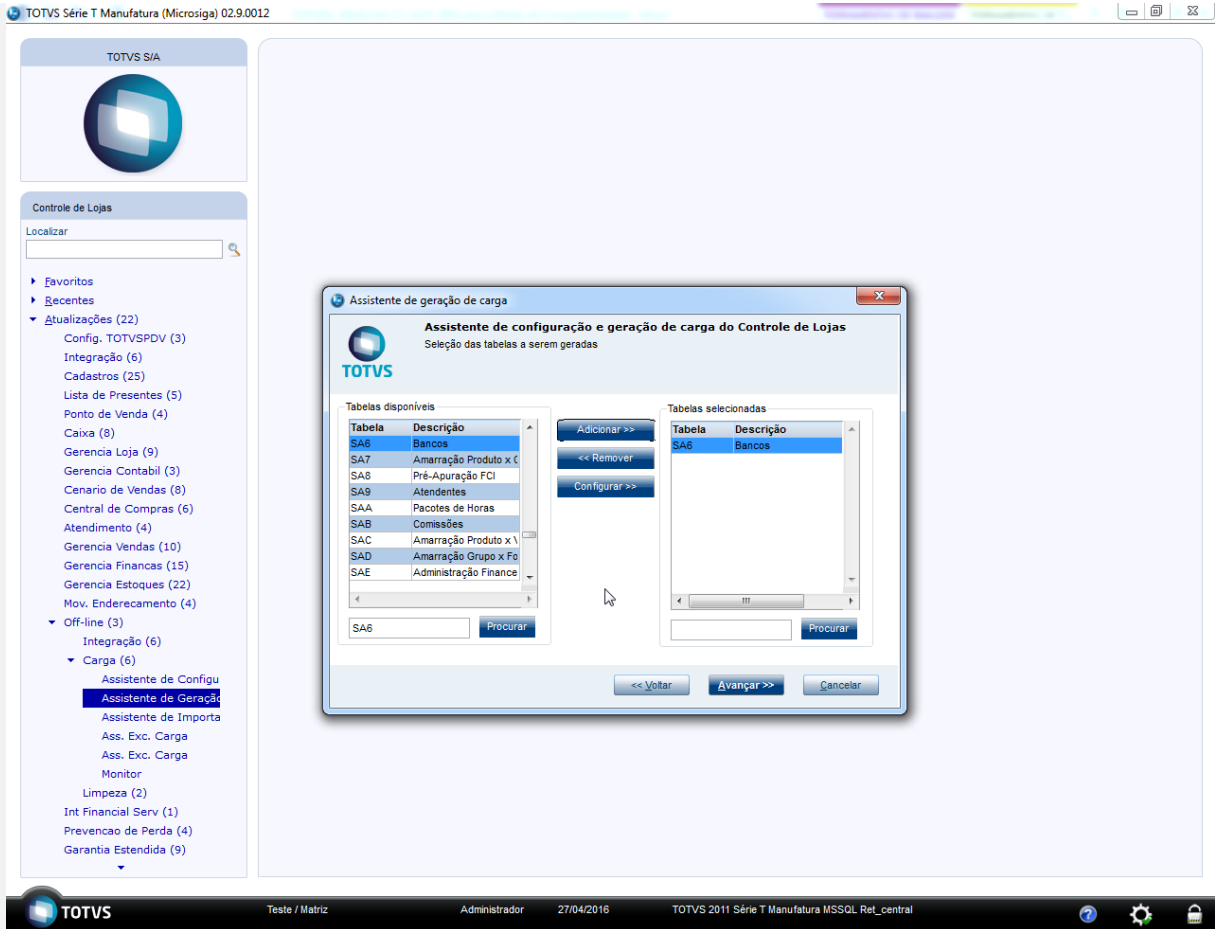 TOTVS Série T Manufatura (Microsiga) 02.9.0012
TOTVS S/A
Controle de Lojas
Localizar
Favoritos
Recentes
Atualizações (22)
Config. TOTVSPDV (3)
Integração (6)
Cadastros (25)
Lista de Presentes (5)
Ponto de Venda (4)
Caixa (8)
Gerencia Loja (9)
Gerencia Contabil (3)
Cenario de Vendas (8)
Central de Compras (6)
Atendimento (4)
Gerencia Vendas (10)
Gerencia Financas (15)
Gerencia Estoques (22)
Mov. Enderecamento (4)
Off-line (3)
Integração (6)
Carga (6)
Assistente de Configu
Assistente de Geração
Assistente de Importa
Ass. Exc. Carga
Ass. Exc. Carga
Monitor
Limpeza (2)
Int Financial Serv (1)
Prevencao de Perda (4)
Garantia Estendida (9)
Assistente de geração de carga
TOTVS
Assistente de configuração e geração de carga do Controle de Lojas
Seleção das tabelas a serem geradas
Tabelas disponíveis
Tabela Descrição
SA6 Bancos
SA7 Amarração Produto x C
SA8 Pré-Apuração FCI
SA9 Atendentes
SAA Pacotes de Horas
SAB Comissões
SAC Amarração Produto x \
SAD Amarração Grupo x Fo
SAE Administração Finance
SA6 Procurar
Adicionar >>
<< Remover
Configurar >>
Tabelas selecionadas
Tabela Descrição
SA6 Bancos
Procurar
<< Voltar Avançar >> Cancelar
TOTVS Teste / Matriz Administrador 27/04/2016 TOTVS 2011 Série T Manufatura MSSQL Ret_central